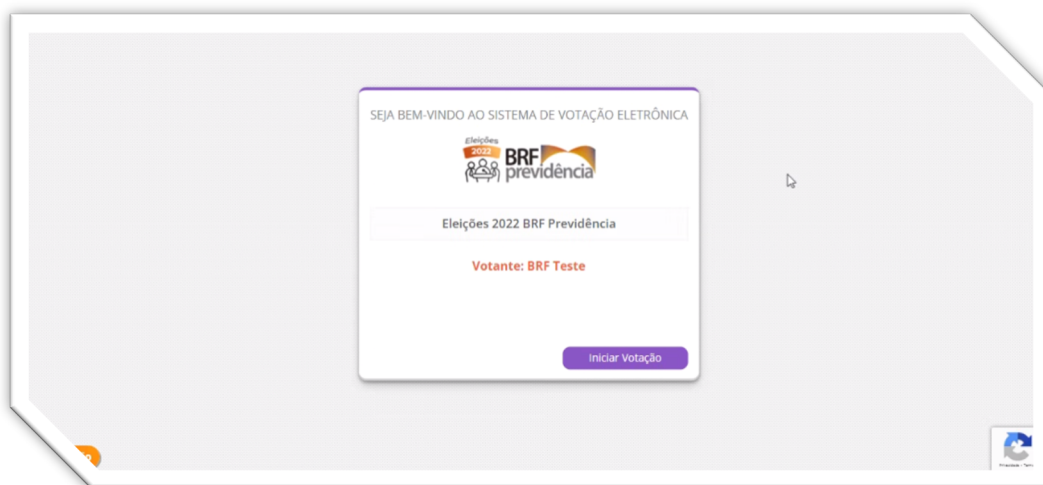 SEJA BEM-VINDO AO SISTEMA DE VOTAÇÃO ELETRÔNICA
Eleições
2022
BRF
previdência
Eleições 2022 BRF Previdência
Votante: BRF Teste
Iniciar Votação